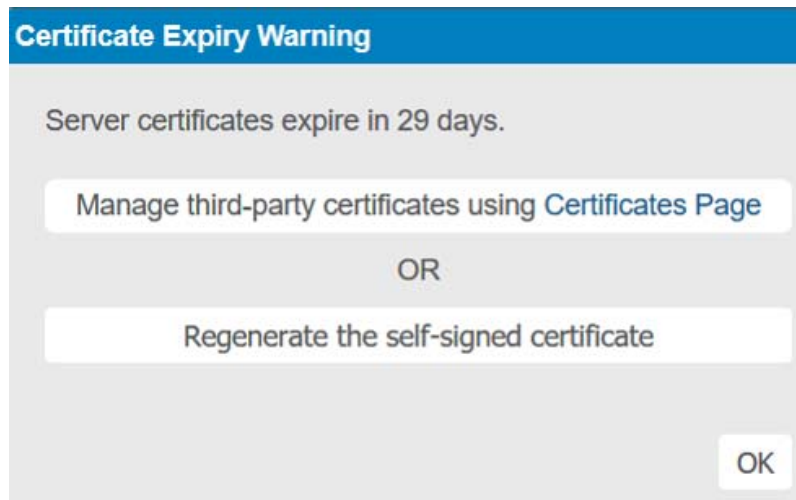 Certificate Expiry Warning
Server certificates expire in 29 days.
Manage third-party certificates using Certificates Page
OR
Regenerate the self-signed certificate
OK